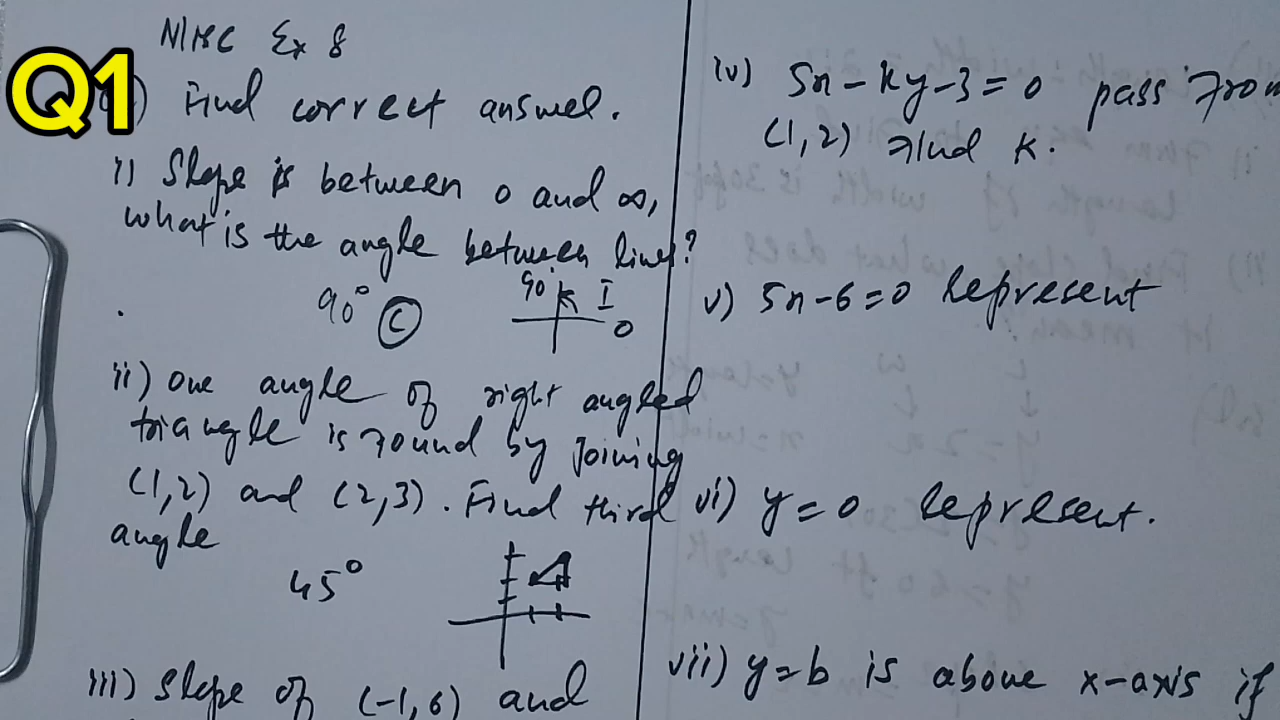 Q1
Misc Ex 8
Find correct answer.
i) Slope is between 0 and ∞,
what is the angle between lines?
90° ⓒ
90 I
0
ii) One angle of right angled
triangle is found by joining
(1,2) and (2,3). Find third
angle
45°
iii) Slope of (-1,6) and
iv) 5x-ky-3=0 pass from
(1,2) Find k.
v) 5x-6=0 represent
vi) y=0 represent.
vii) y=b is above x-axis if